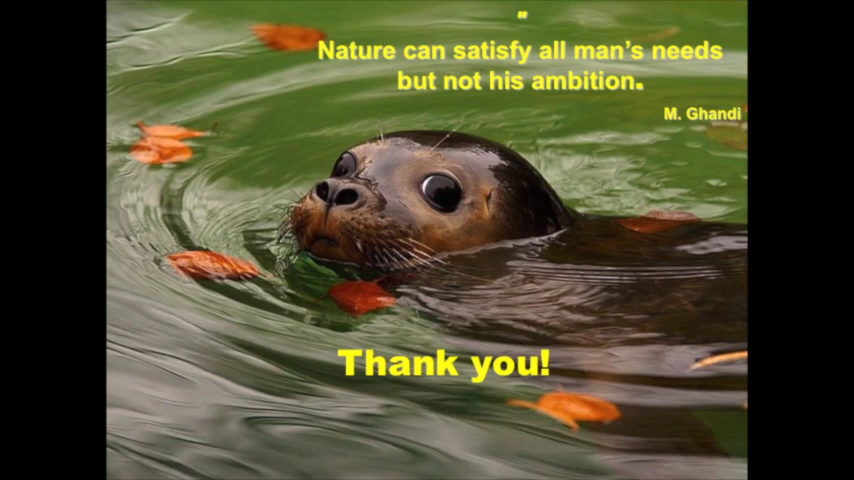 "
Nature can satisfy all man's needs
but not his ambition.
M. Ghandi
Thank you!